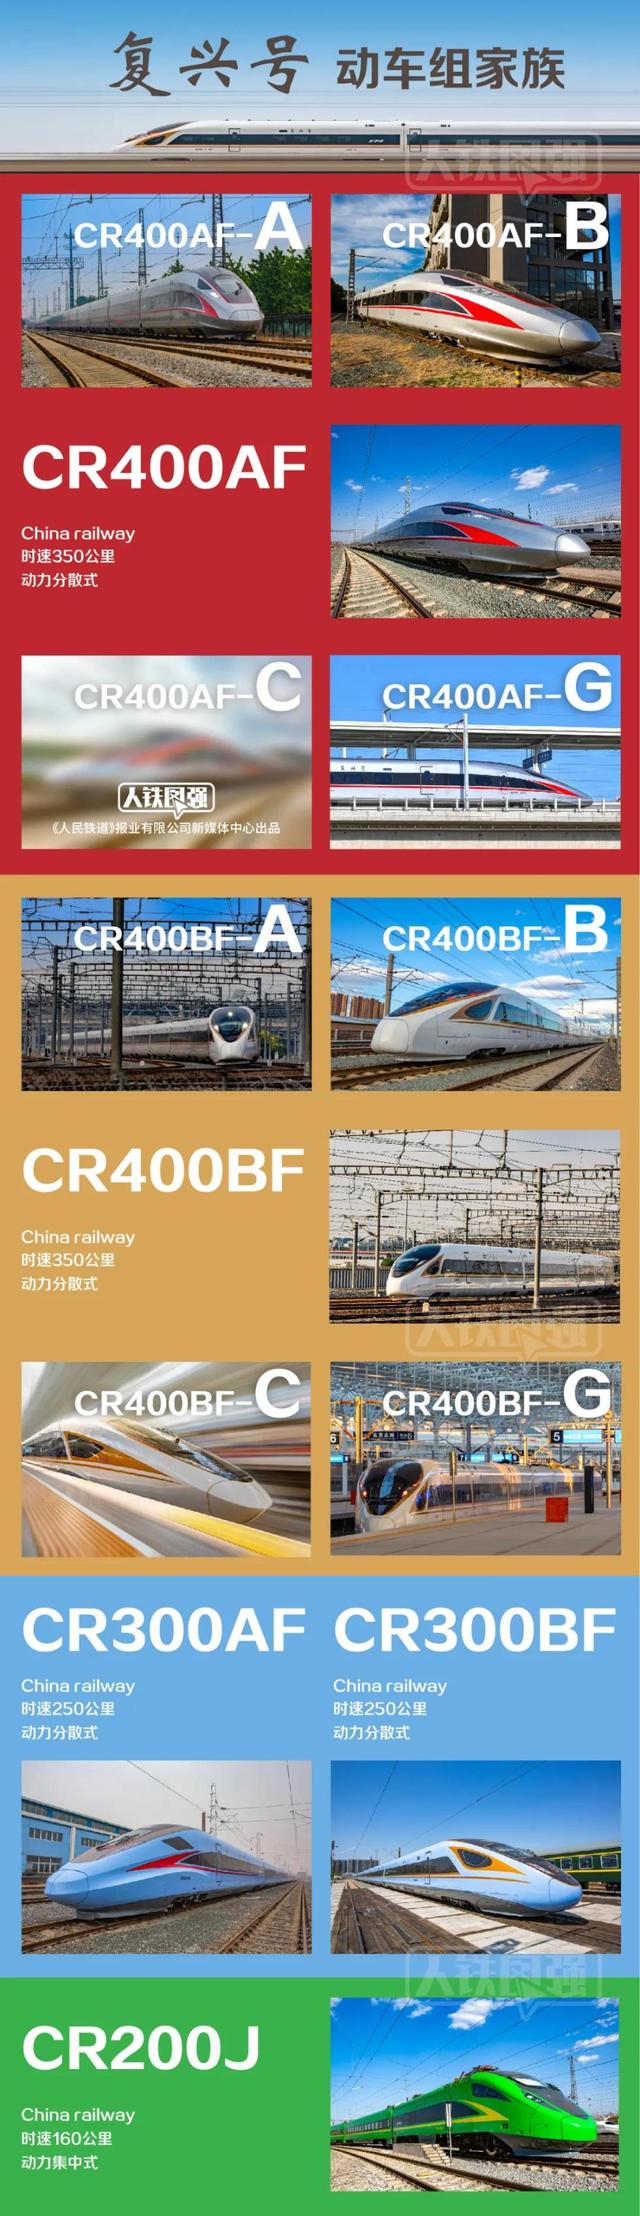 复兴号 动车组家族
人铁图强
CR400AF-A
CR400AF-B
CR400AF
China railway
时速350公里
动力分散式
CR400AF-C
人铁图强
《人民铁道》报业有限公司新媒体中心出品
CR400AF-G
复兴号
CR400BF-A
CR400BF-B
CR400BF
China railway
时速350公里
动力分散式
人铁图强
CR400BF-C
CR400BF-G
6
5
CR300AF
China railway
时速250公里
动力分散式
CR300BF
China railway
时速250公里
动力分散式
人铁图强
CR200J
China railway
时速160公里
动力集中式